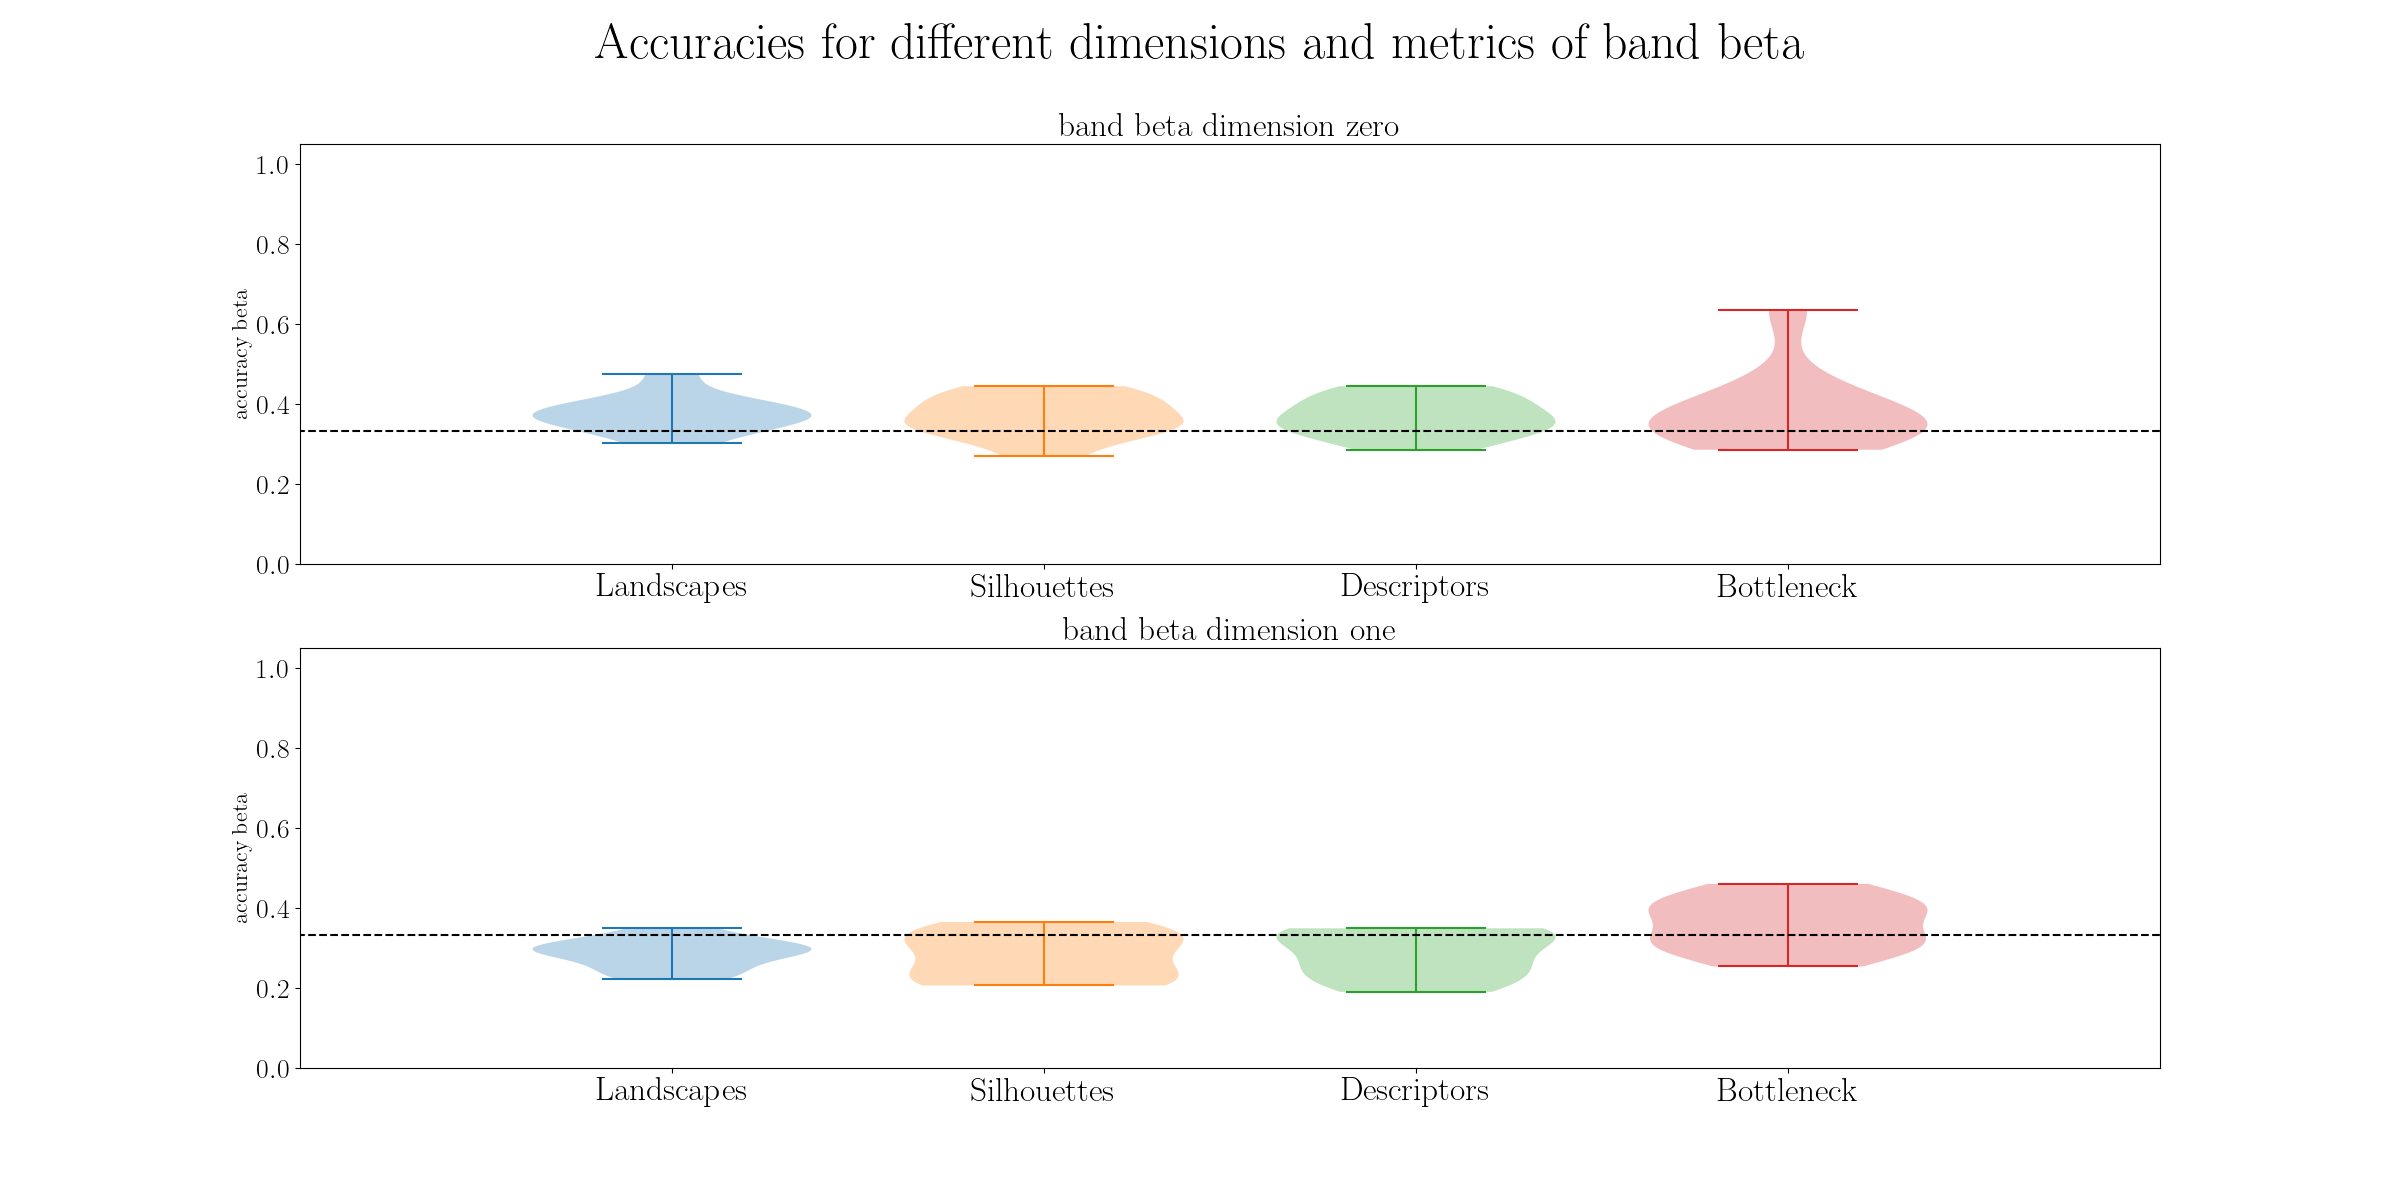 Accuracies for different dimensions and metrics of band beta
band beta dimension zero
accuracy beta
1.0
0.8
0.6
0.4
0.2
0.0
Landscapes Silhouettes Descriptors Bottleneck
band beta dimension one
accuracy beta
1.0
0.8
0.6
0.4
0.2
0.0
Landscapes Silhouettes Descriptors Bottleneck